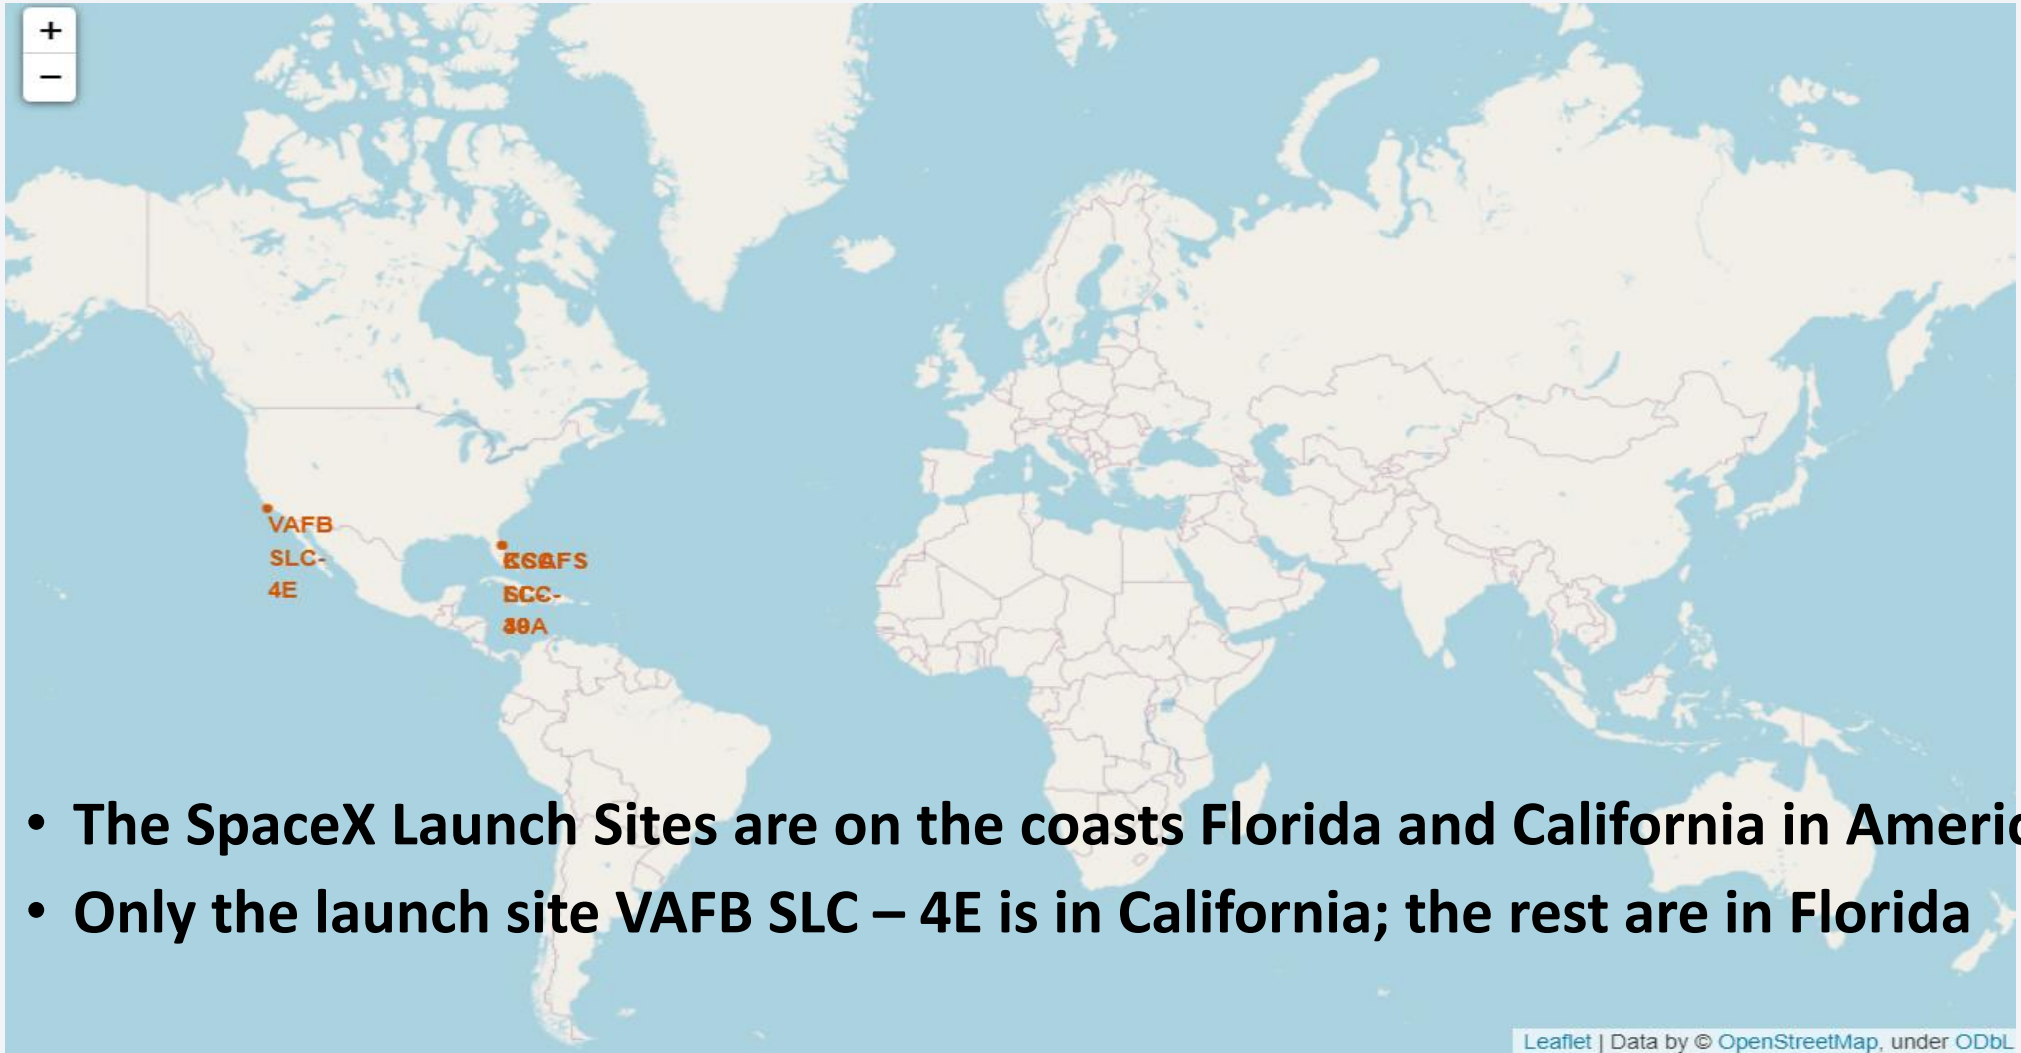 +
−
VAFB
SLC-
4E
• The SpaceX Launch Sites are on the coasts Florida and California in Americ
• Only the launch site VAFB SLC – 4E is in California; the rest are in Florida
Leaflet | Data by © OpenStreetMap, under ODbL